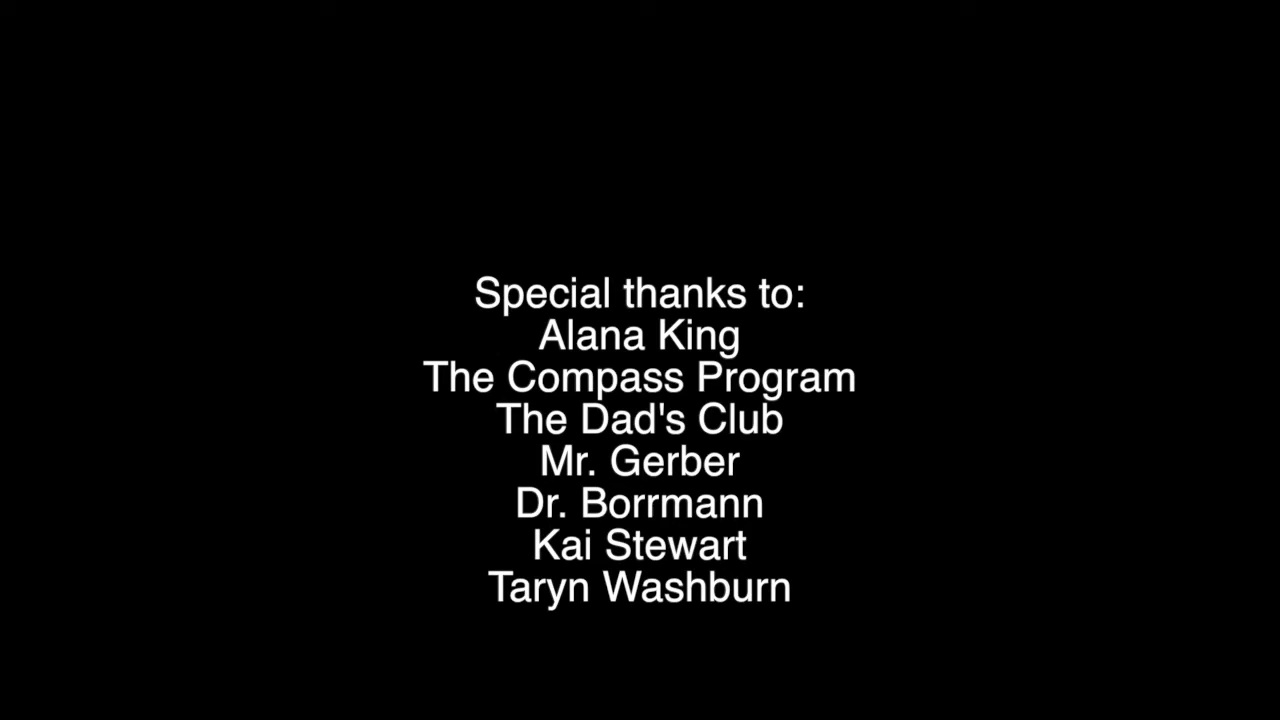 Special thanks to:
Alana King
The Compass Program
The Dad's Club
Mr. Gerber
Dr. Borrmann
Kai Stewart
Taryn Washburn